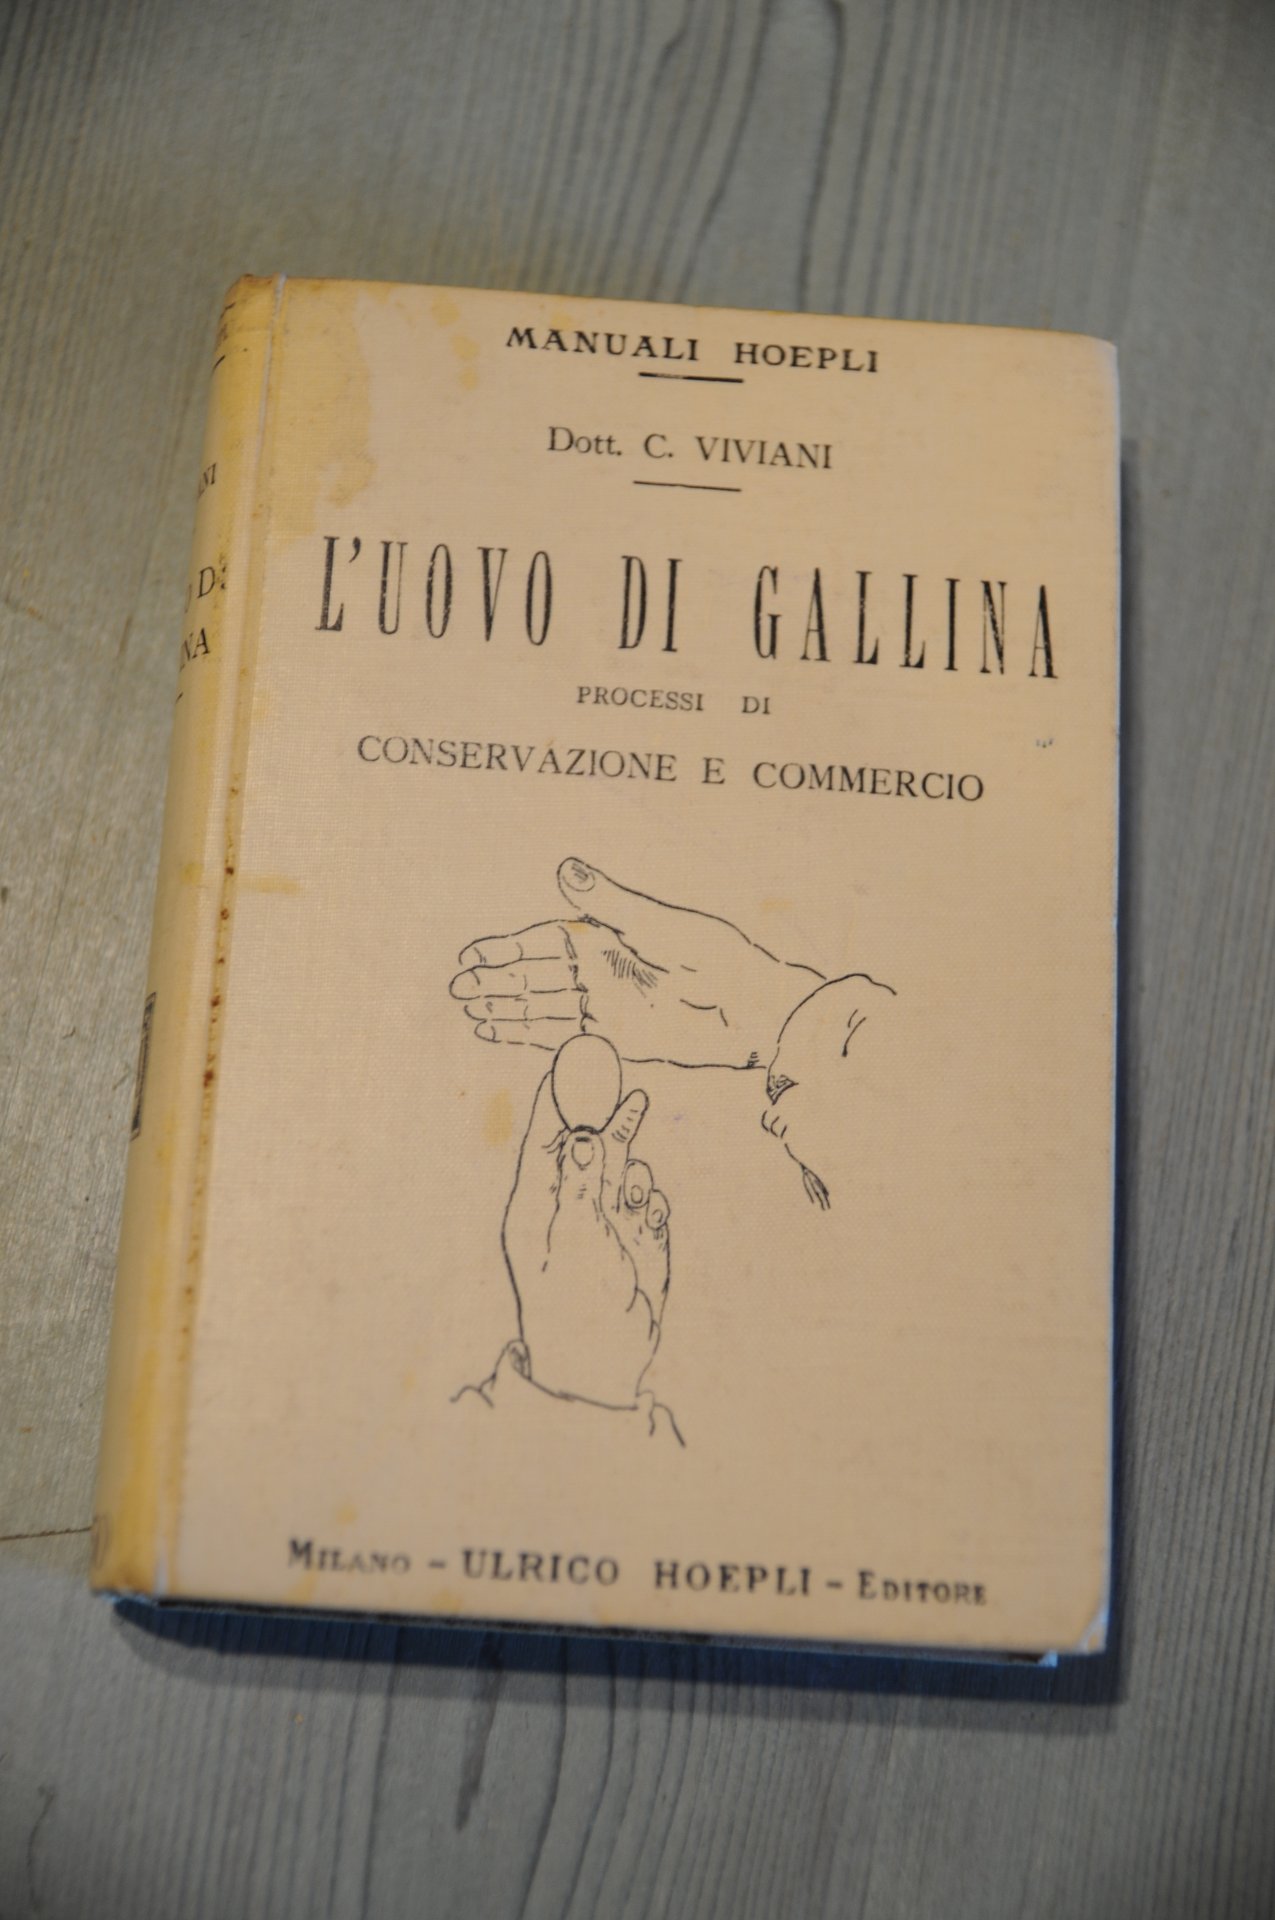 MANUALI HOEPLI
Dott. C. VIVIANI
L'UOVO DI GALLINA
PROCESSI DI
CONSERVAZIONE E COMMERCIO
MILANO - ULRICO HOEPLI - EDITORE